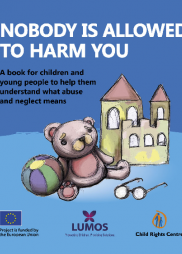 NOBODY IS ALLOWED
TO HARM YOU
A book for children and
young people to help them
understand what abuse
and neglect means
Project is funded by
the European Union
LUMOS
Child Rights Centre